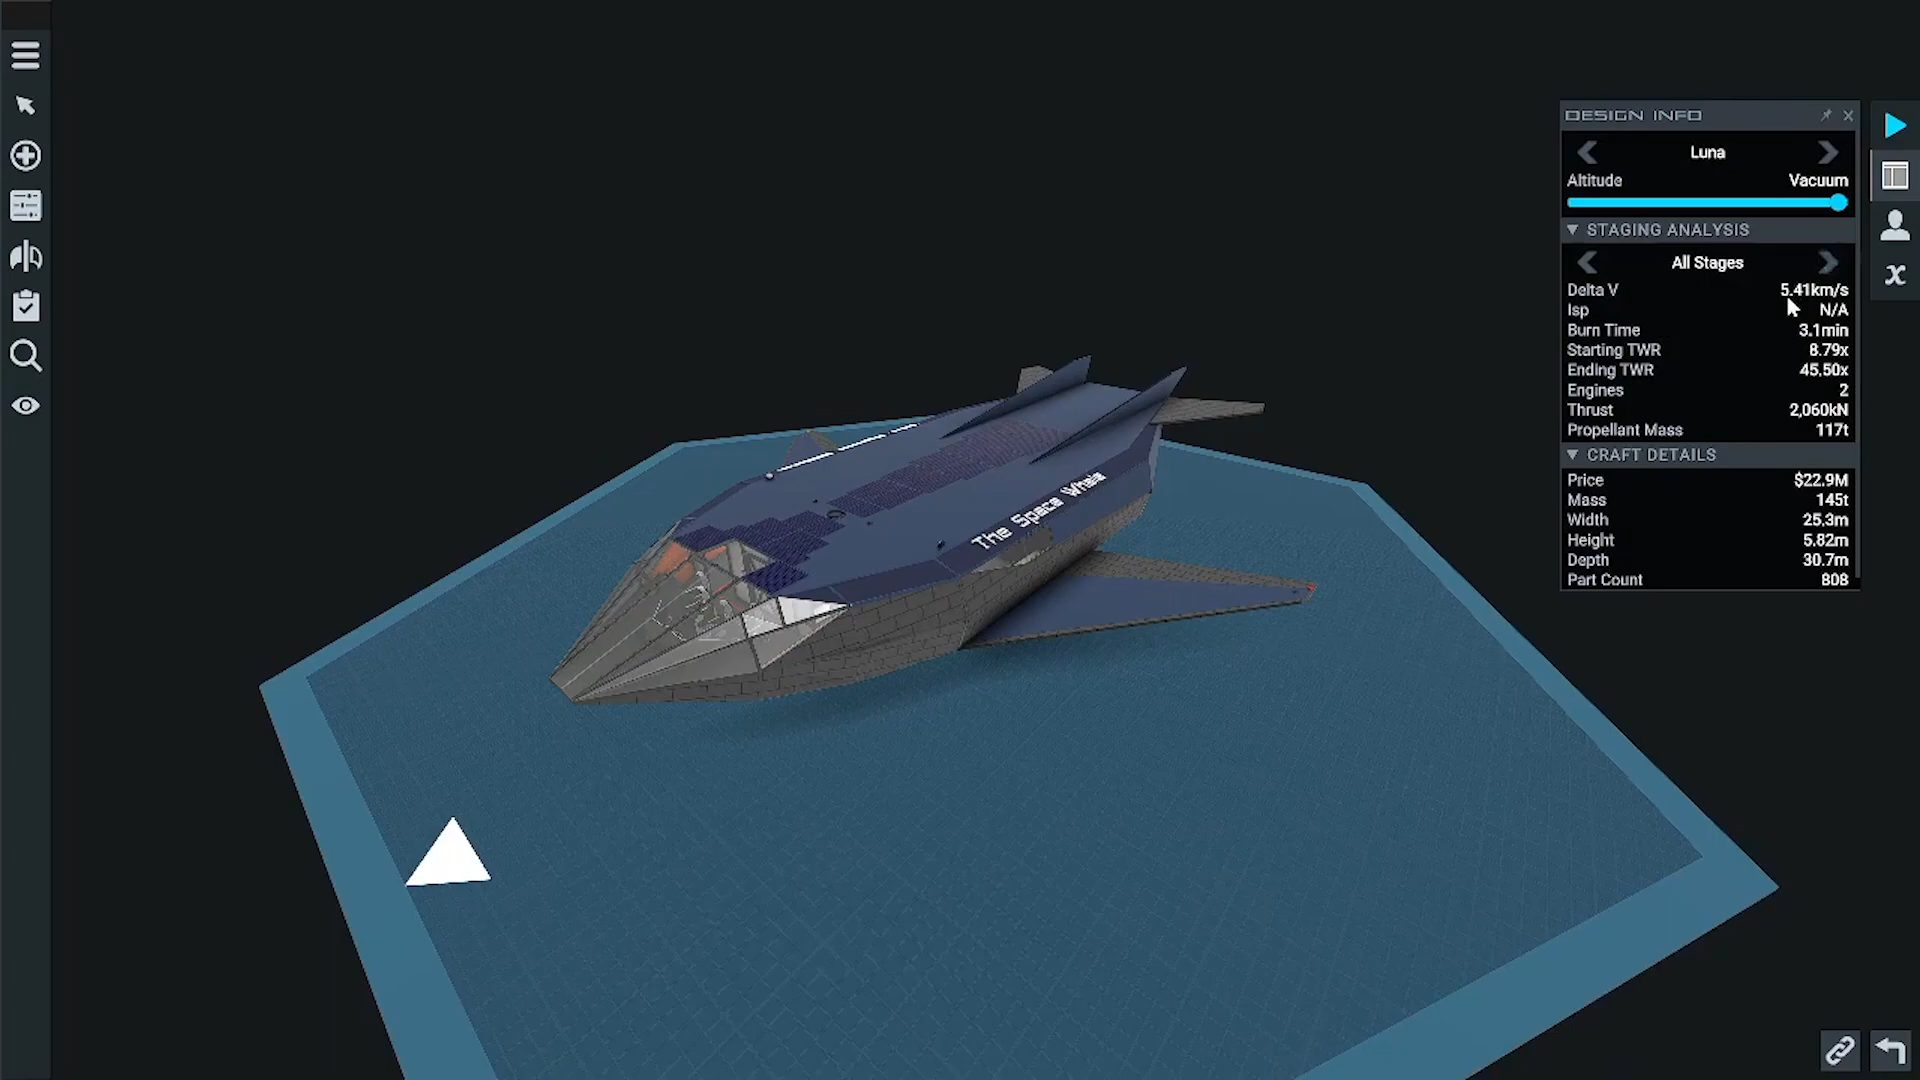 DESIGN INFO
Luna
Altitude Vacuum
STAGING ANALYSIS
All Stages
Delta V 5.41km/s
Isp N/A
Burn Time 3.1min
Starting TWR 8.79x
Ending TWR 45.50x
Engines 2
Thrust 2,060kN
Propellant Mass 117t
CRAFT DETAILS
Price $22.9M
Mass 145t
Width 25.3m
Height 5.82m
Depth 30.7m
Part Count 808
The Space Whale